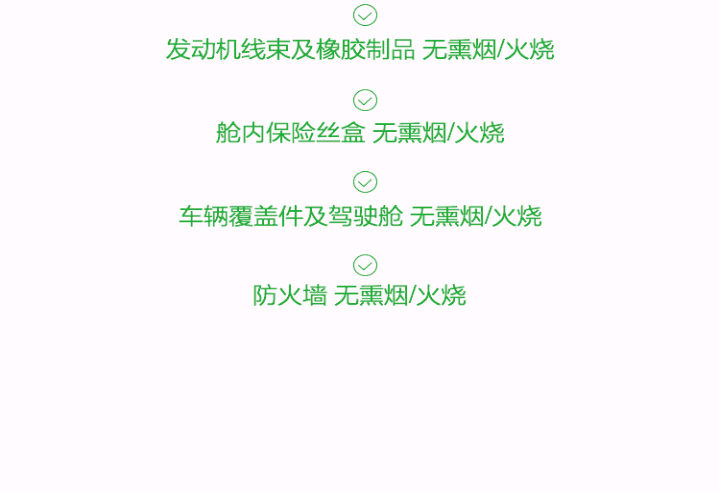 发动机线束及橡胶制品 无熏烟/火烧
舱内保险丝盒 无熏烟/火烧
车辆覆盖件及驾驶舱 无熏烟/火烧
防火墙 无熏烟/火烧